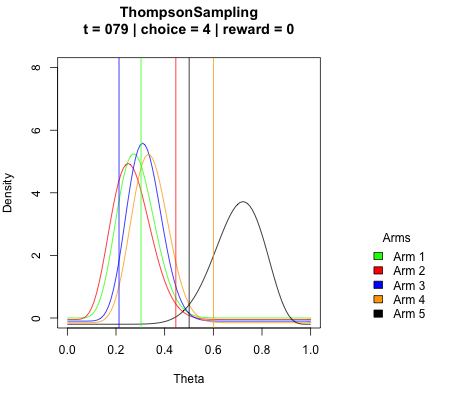 ThompsonSampling
t = 079 | choice = 4 | reward = 0
Density
8
6
4
2
0
0.0 0.2 0.4 0.6 0.8 1.0
Theta
Arms
Arm 1
Arm 2
Arm 3
Arm 4
Arm 5